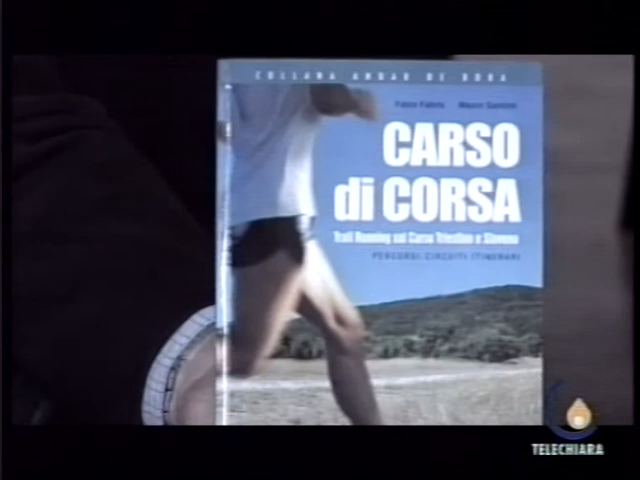 COLLANA ANDAR DE BORA
Fabio Fabris Mauro
CARSO
di CORSA
Trail Running sul Carso Triestino e Sloveno
PERCORSI CIRCUITI ITINERARI
TELECHIARA